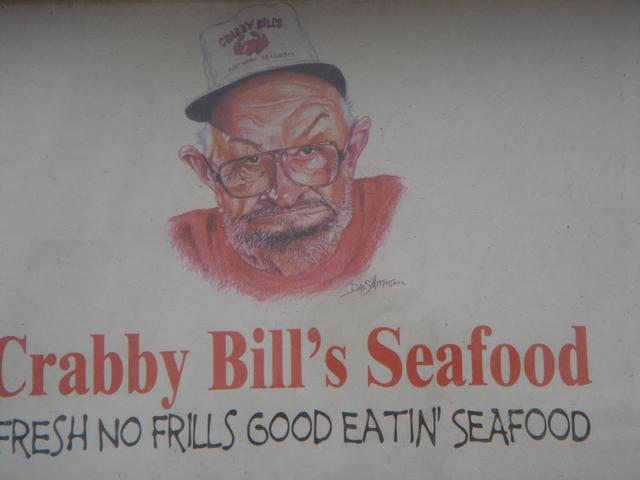 CRABBY BILL'S
Crabby Bill's Seafood
FRESH NO FRILLS GOOD EATIN' SEAFOOD